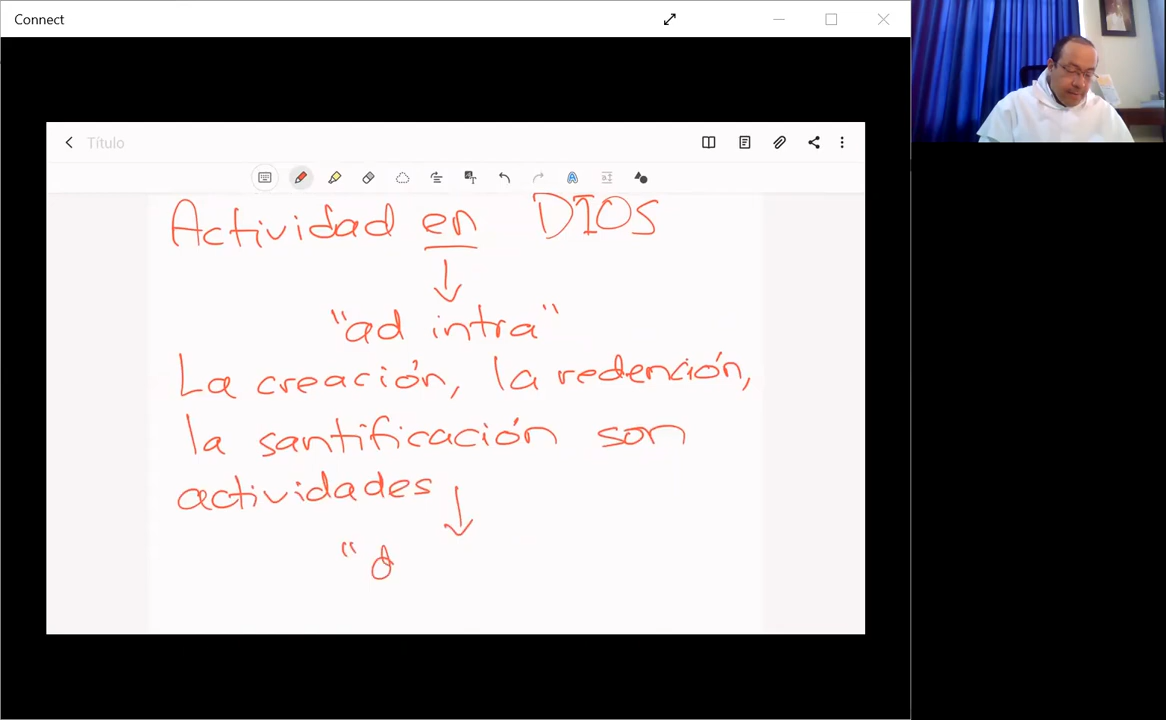 Connect
Título
Actividad en DIOS
"ad intra"
La creación, la redención,
la santificación son
actividades